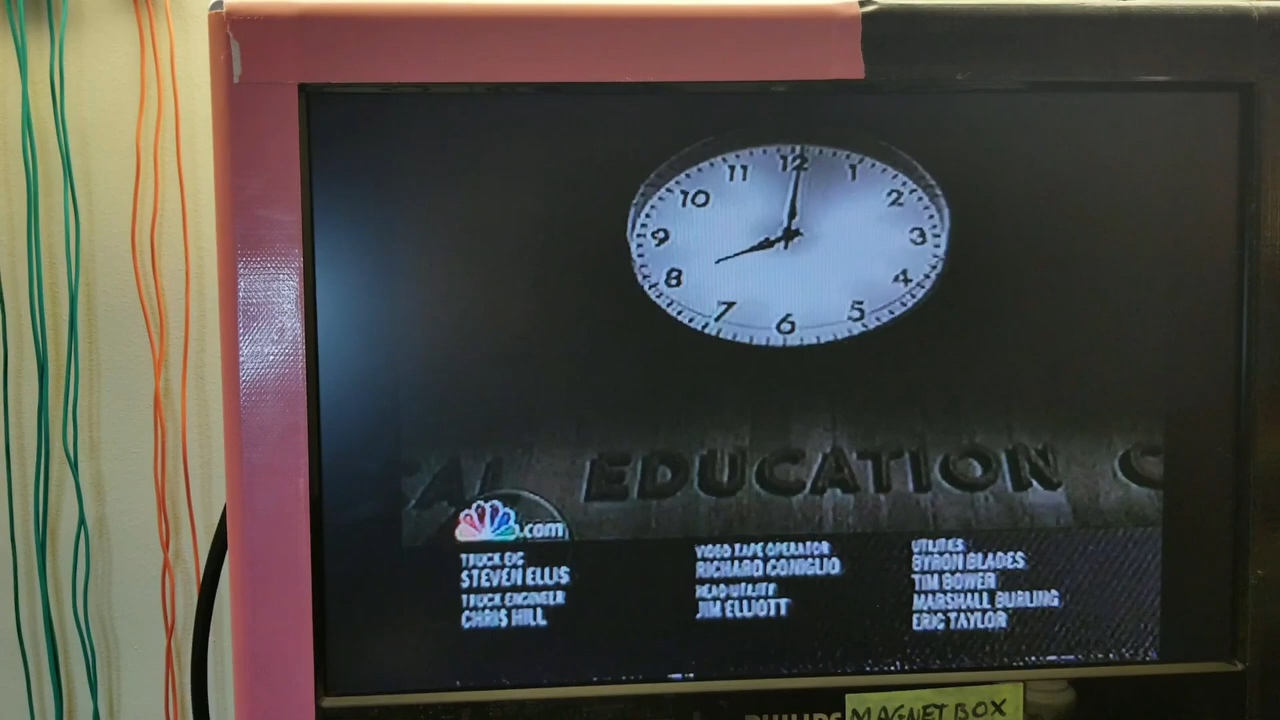 11 12 1
10 2
9 3
8 4
7 6 5
EDUCATION C
.com
TRUCK EIC
STEVEN ELLIS
TRUCK ENGINEER
CHRIS HILL
VIDEO TAPE OPERATOR
RICHARD CONIGLIO
HEAD UTILITY
JIM ELLIOTT
UTILITIES
BYRON BLADES
TIM BOWER
MARSHALL BURLING
ERIC TAYLOR
PHILIPS
MAGNET BOX